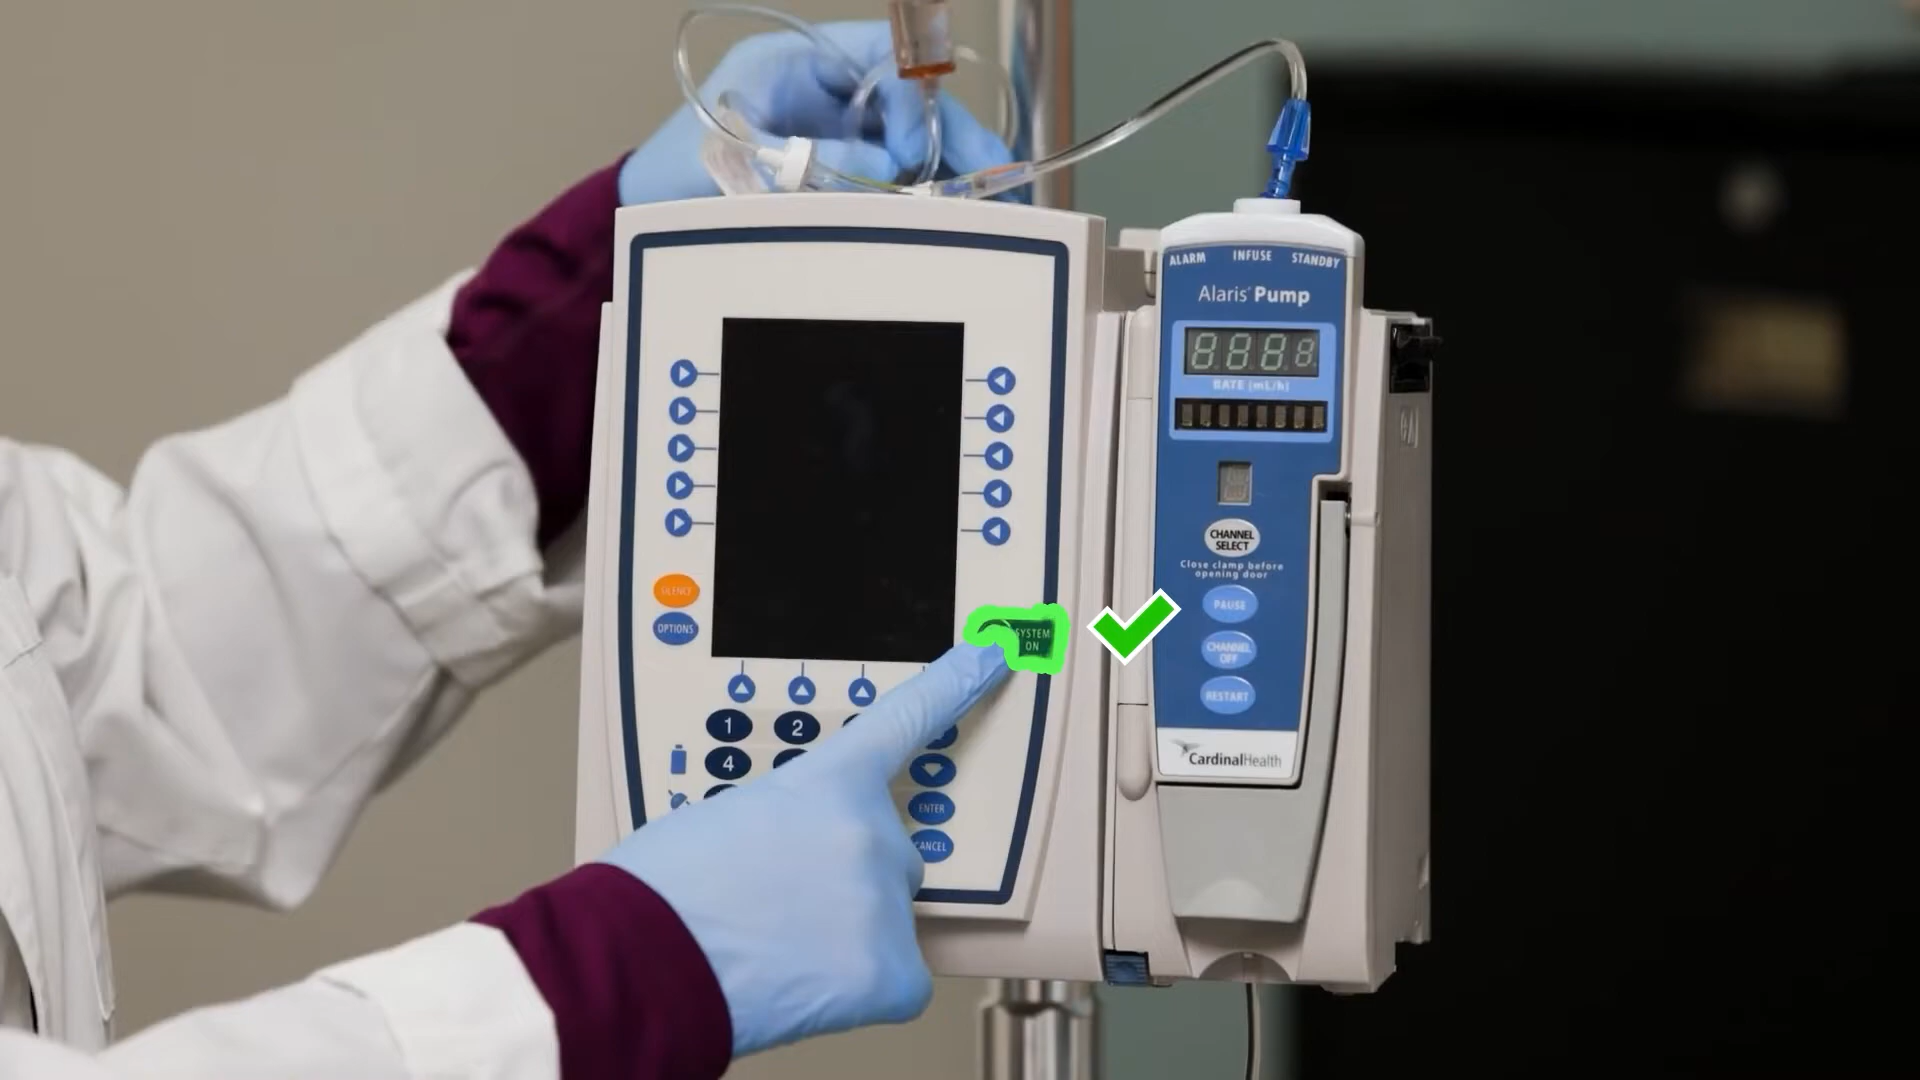 ALARM INFUSE STANDBY
Alaris® Pump
RATE (mL/h)
CHANNEL
SELECT
Close clamp before
opening door
PAUSE
CHANNEL
OFF
RESTART
CardinalHealth
SILENCE
OPTIONS
SYSTEM
ON
1 2
4
ENTER
CANCEL